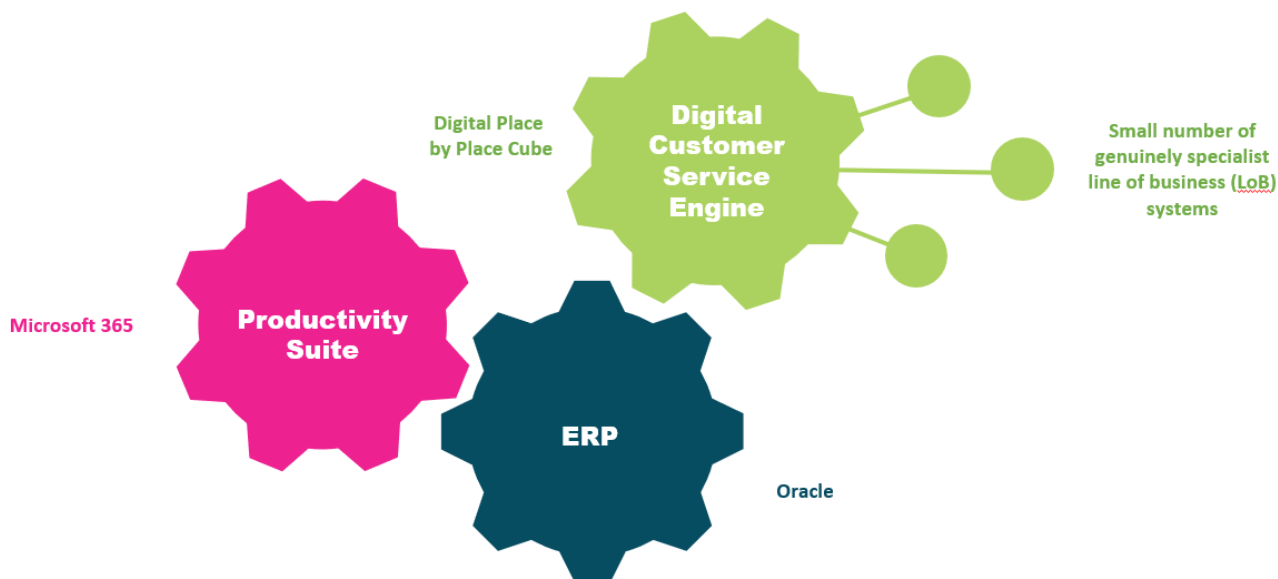 Digital Place
by Place Cube
Digital
Customer
Service
Engine
Small number of
genuinely specialist
line of business (LoB)
systems
Microsoft 365
Productivity
Suite
ERP
Oracle